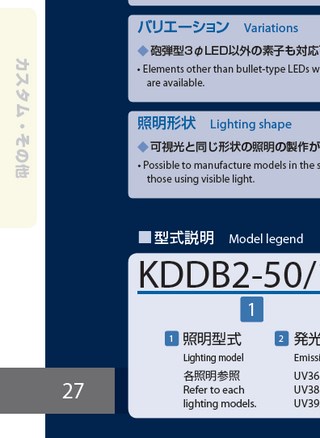 カスタム・その他
バリエーション Variations
◆ 砲弾型3φLED以外の素子も対応
• Elements other than bullet-type LEDs w
are available.
照明形状 Lighting shape
◆ 可視光と同じ形状の照明の製作が
• Possible to manufacture models in the s
those using visible light.
■ 型式説明 Model legend
KDDB2-50/
1
1 照明型式 2 発光
Lighting model Emissi
各照明参照 UV36
Refer to each UV38
lighting models. UV39
27